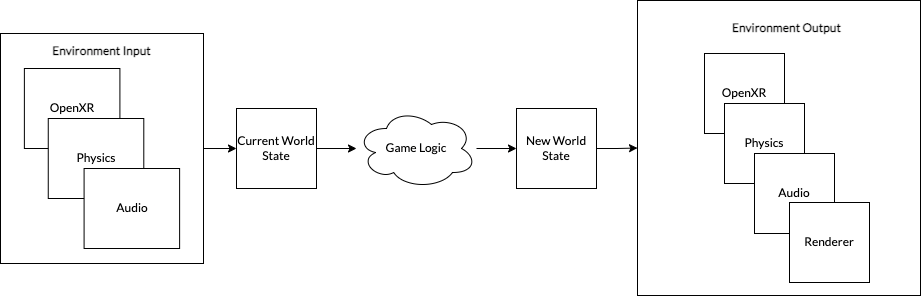 Environment Input
OpenXR
Physics
Audio
Current World
State
Game Logic
New World
State
Environment Output
OpenXR
Physics
Audio
Renderer